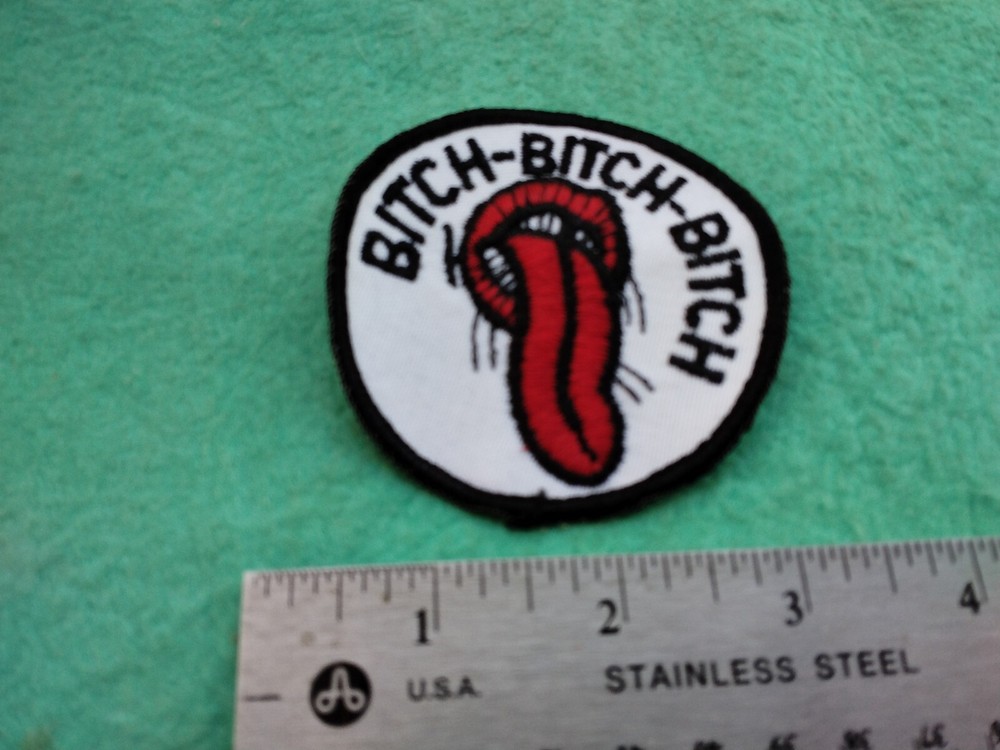 BITCH-BITCH-BITCH
1 2 3 4
U.S.A. STAINLESS STEEL